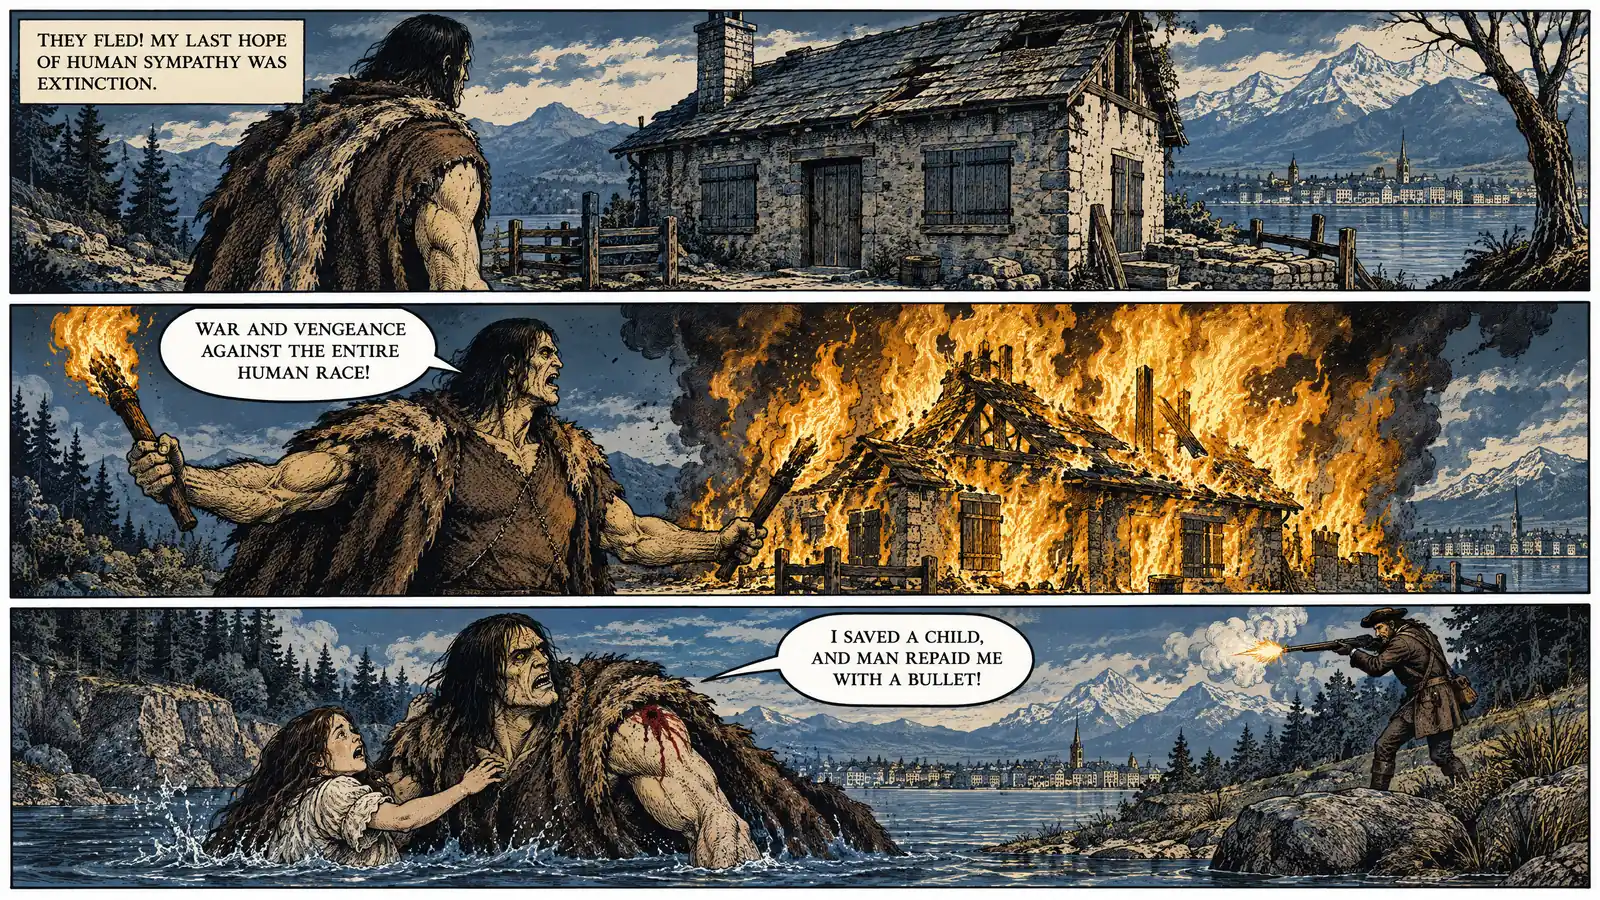 THEY FLED! MY LAST HOPE
OF HUMAN SYMPATHY WAS
EXTINCTION.
WAR AND VENGEANCE
AGAINST THE ENTIRE
HUMAN RACE!
I SAVED A CHILD,
AND MAN REPAID ME
WITH A BULLET!